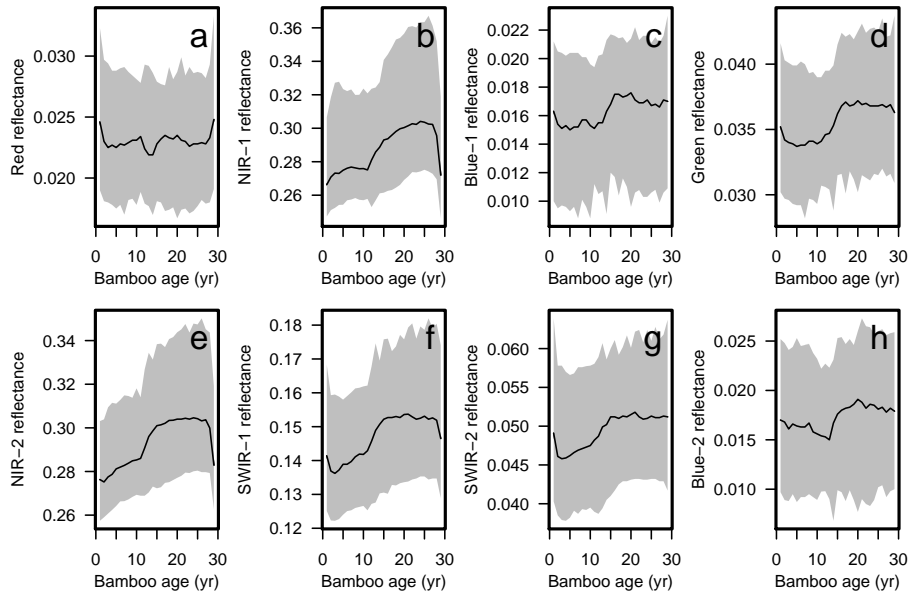 a
Red reflectance
0.030
0.025
0.020
0 10 20 30
Bamboo age (yr)
b
NIR−1 reflectance
0.36
0.32
0.30
0.28
0.26
0 10 20 30
Bamboo age (yr)
c
Blue−1 reflectance
0.022
0.020
0.018
0.016
0.014
0.012
0.010
0 10 20 30
Bamboo age (yr)
d
Green reflectance
0.040
0.035
0.030
0 10 20 30
Bamboo age (yr)
e
NIR−2 reflectance
0.34
0.32
0.30
0.28
0.26
0 10 20 30
Bamboo age (yr)
f
SWIR−1 reflectance
0.18
0.17
0.16
0.15
0.14
0.13
0.12
0 10 20 30
Bamboo age (yr)
g
SWIR−2 reflectance
0.060
0.055
0.050
0.045
0.040
0 10 20 30
Bamboo age (yr)
h
Blue−2 reflectance
0.025
0.020
0.015
0.010
0 10 20 30
Bamboo age (yr)